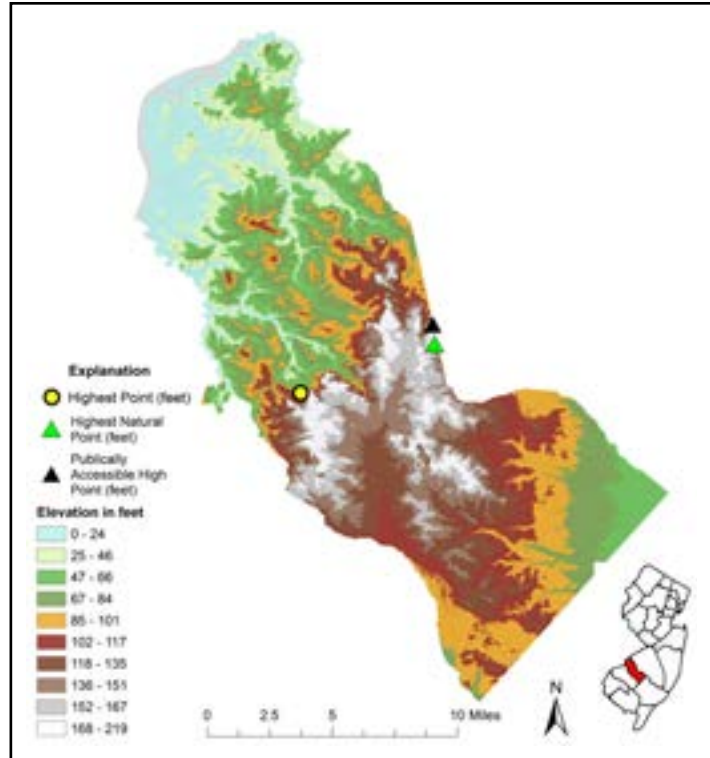 Explanation
Highest Point (feet)
Highest Natural
Point (feet)
Publically
Accessible High
Point (feet)
Elevation in feet
0 - 24
25 - 46
47 - 66
67 - 84
85 - 101
102 - 117
118 - 135
136 - 151
152 - 167
168 - 219
0 2.5 5 10 Miles
N